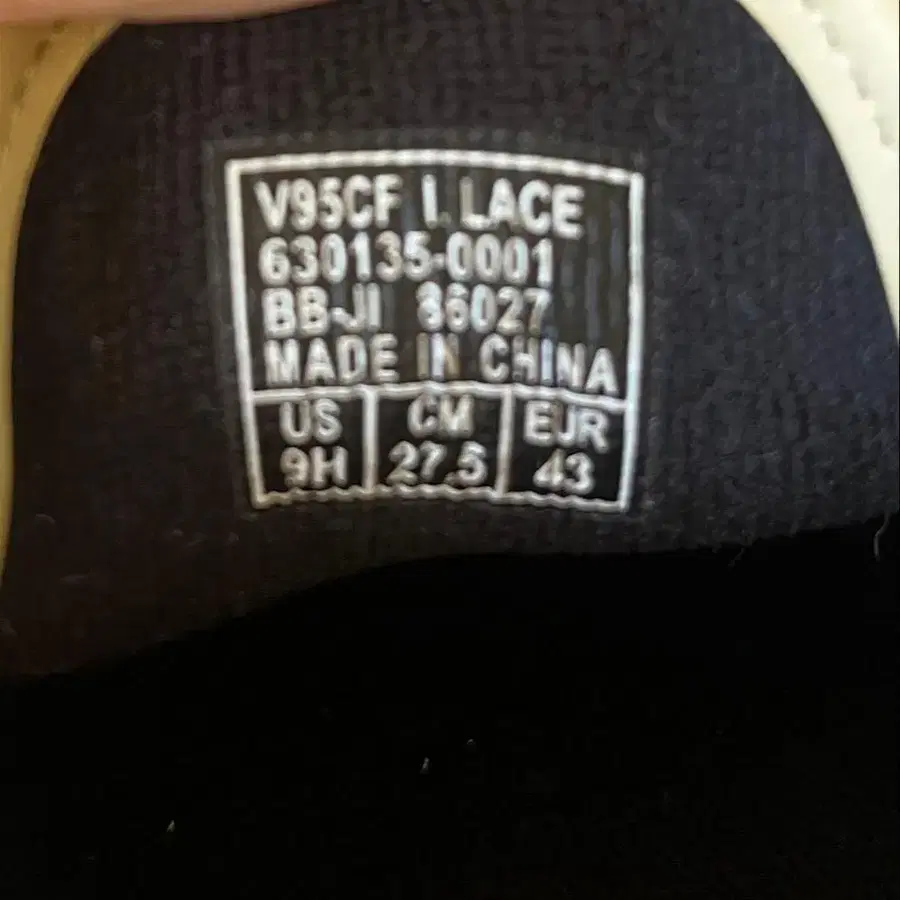 V95CF I. LACE
630135-0001
BB-JI 86027
MADE IN CHINA
US CM EUR
9H 27.5 43